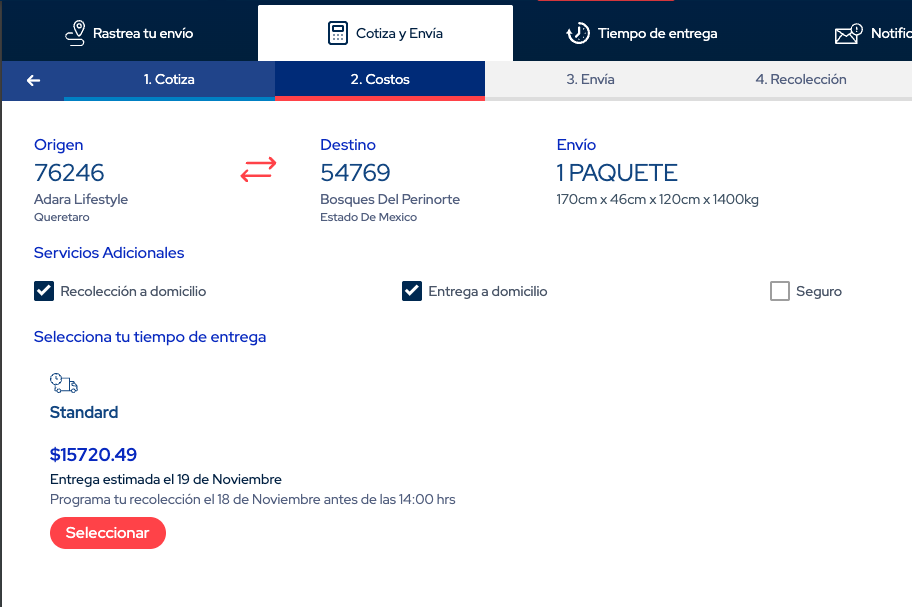 Rastrea tu envío
Cotiza y Envía
Tiempo de entrega
1. Cotiza
2. Costos
3. Envía
4. Recolección
Origen
Destino
Envío
76246
54769
1 PAQUETE
Adara Lifestyle
Bosques Del Perinorte
170cm x 46cm x 120cm x 1400kg
Queretaro
Estado De Mexico
Servicios Adicionales
Recolección a domicilio
Entrega a domicilio
Seguro
Selecciona tu tiempo de entrega
Standard
$15720.49
Entrega estimada el 19 de Noviembre
Programa tu recolección el 18 de Noviembre antes de las 14:00 hrs
Seleccionar